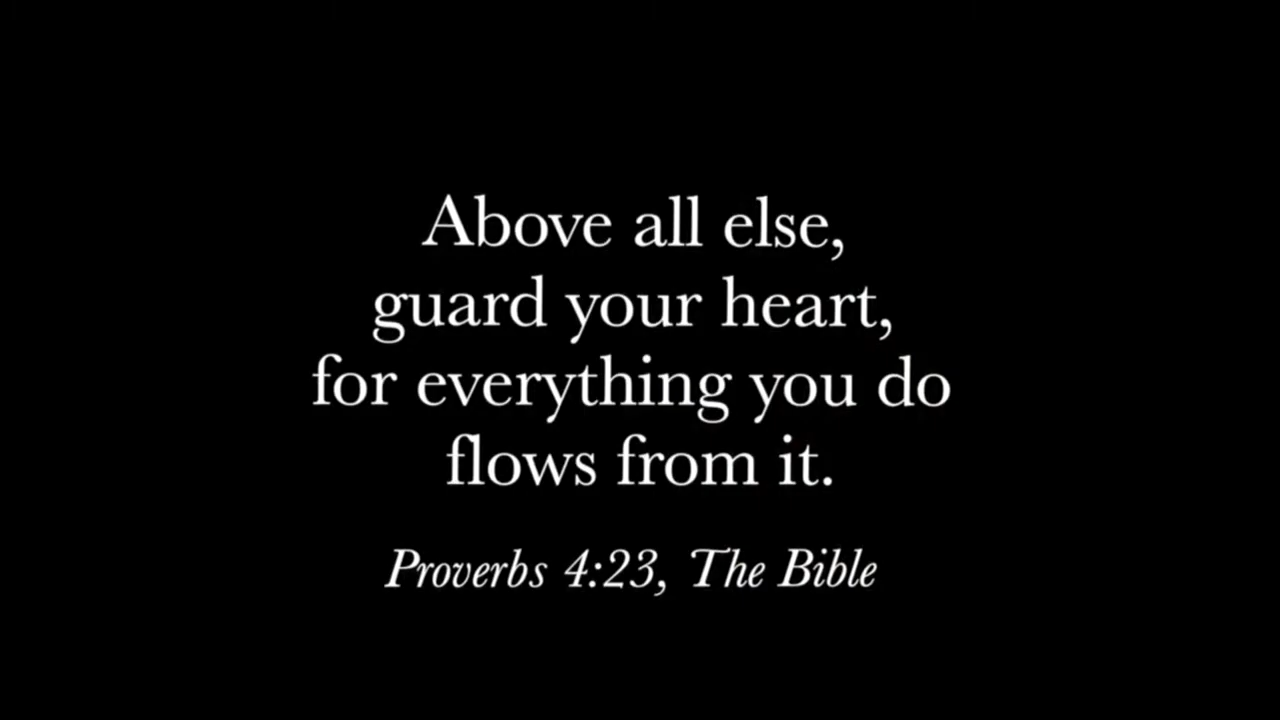 Above all else,
guard your heart,
for everything you do
flows from it.
Proverbs 4:23, The Bible